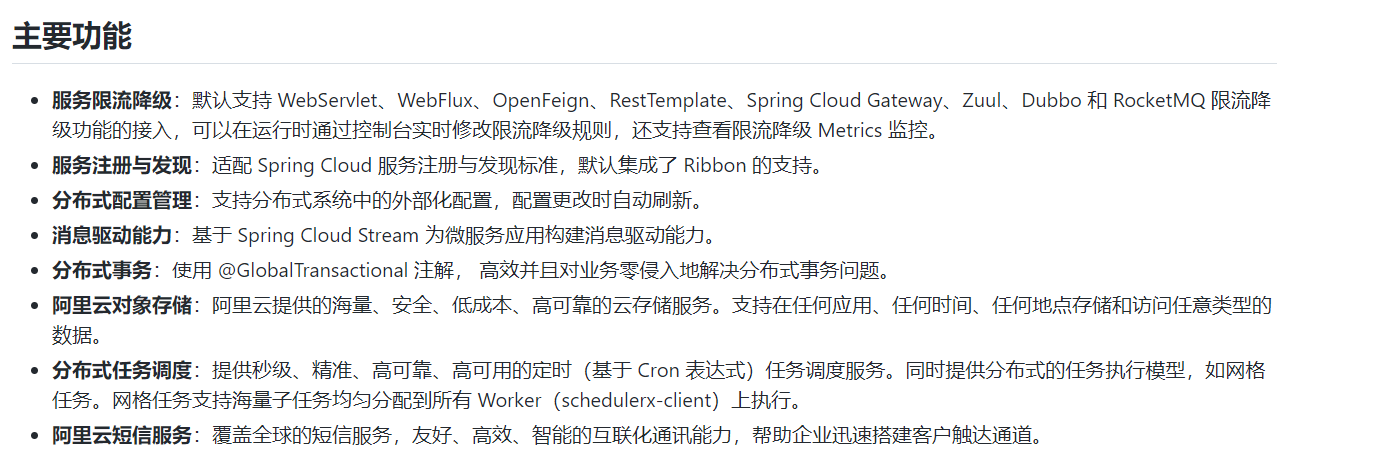 主要功能
服务限流降级：默认支持 WebServlet、WebFlux、OpenFeign、RestTemplate、Spring Cloud Gateway、Zuul、Dubbo 和 RocketMQ 限流降
级功能的接入，可以在运行时通过控制台实时修改限流降级规则，还支持查看限流降级 Metrics 监控。
服务注册与发现：适配 Spring Cloud 服务注册与发现标准，默认集成了 Ribbon 的支持。
分布式配置管理：支持分布式系统中的外部化配置，配置更改时自动刷新。
消息驱动能力：基于 Spring Cloud Stream 为微服务应用构建消息驱动能力。
分布式事务：使用 @GlobalTransactional 注解， 高效并且对业务零侵入地解决分布式事务问题。
阿里云对象存储：阿里云提供的海量、安全、低成本、高可靠的云存储服务。支持在任何应用、任何时间、任何地点存储和访问任意类型的
数据。
分布式任务调度：提供秒级、精准、高可靠、高可用的定时（基于 Cron 表达式）任务调度服务。同时提供分布式的任务执行模型，如网格
任务。网格任务支持海量子任务均匀分配到所有 Worker（schedulerx-client）上执行。
阿里云短信服务：覆盖全球的短信服务，友好、高效、智能的互联化通讯能力，帮助企业迅速搭建客户触达通道。